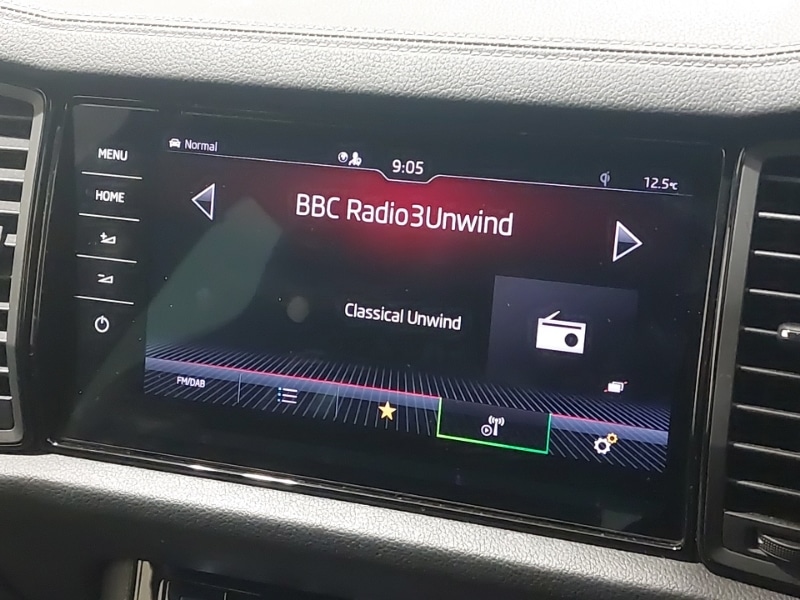 MENU
HOME
Normal
9:05
12.5°C
BBC Radio3Unwind
Classical Unwind
FM/DAB